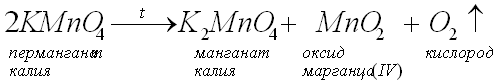 2KMnO₄ —t→ K₂MnO₄ + MnO₂ + O₂ ↑
перманганат манганат оксид кислород
калия калия марганца(IV)